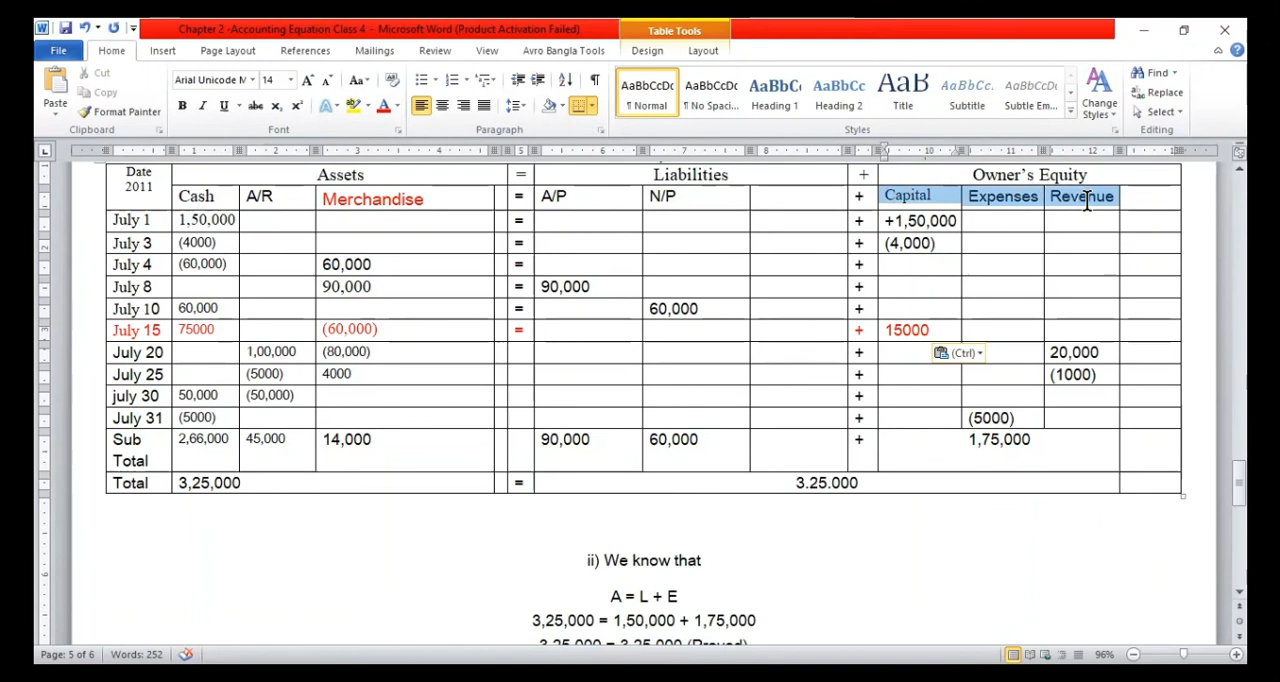 Chapter 2 -Accounting Equation Class 4 - Microsoft Word (Product Activation Failed)
Table Tools
File Home Insert Page Layout References Mailings Review View Avro Bangla Tools Design Layout
Paste Cut Copy Format Painter
Arial Unicode M 14
AaBbCcDc AaBbCcDc AaBbC AaBbCc AaB AaBbCc. AaBbCcDc
¶ Normal ¶ No Spaci... Heading 1 Heading 2 Title Subtitle Subtle Em...
Change Styles
Find Replace Select
Clipboard Font Paragraph Styles Editing
Date 2011 Assets = Liabilities + Owner's Equity
Cash A/R Merchandise = A/P N/P + Capital Expenses Revenue
July 1 1,50,000 = + +1,50,000
July 3 (4000) = + (4,000)
July 4 (60,000) 60,000 = +
July 8 90,000 = 90,000 +
July 10 60,000 = 60,000 +
July 15 75000 (60,000) = + 15000
July 20 1,00,000 (80,000) + 20,000
(Ctrl)
July 25 (5000) 4000 + (1000)
july 30 50,000 (50,000) +
July 31 (5000) + (5000)
Sub Total 2,66,000 45,000 14,000 90,000 60,000 + 1,75,000
Total 3,25,000 = 3.25.000
ii) We know that
A = L + E
3,25,000 = 1,50,000 + 1,75,000
3,25,000 = 3,25,000 (Proved)
Page: 5 of 6 Words: 252 96%